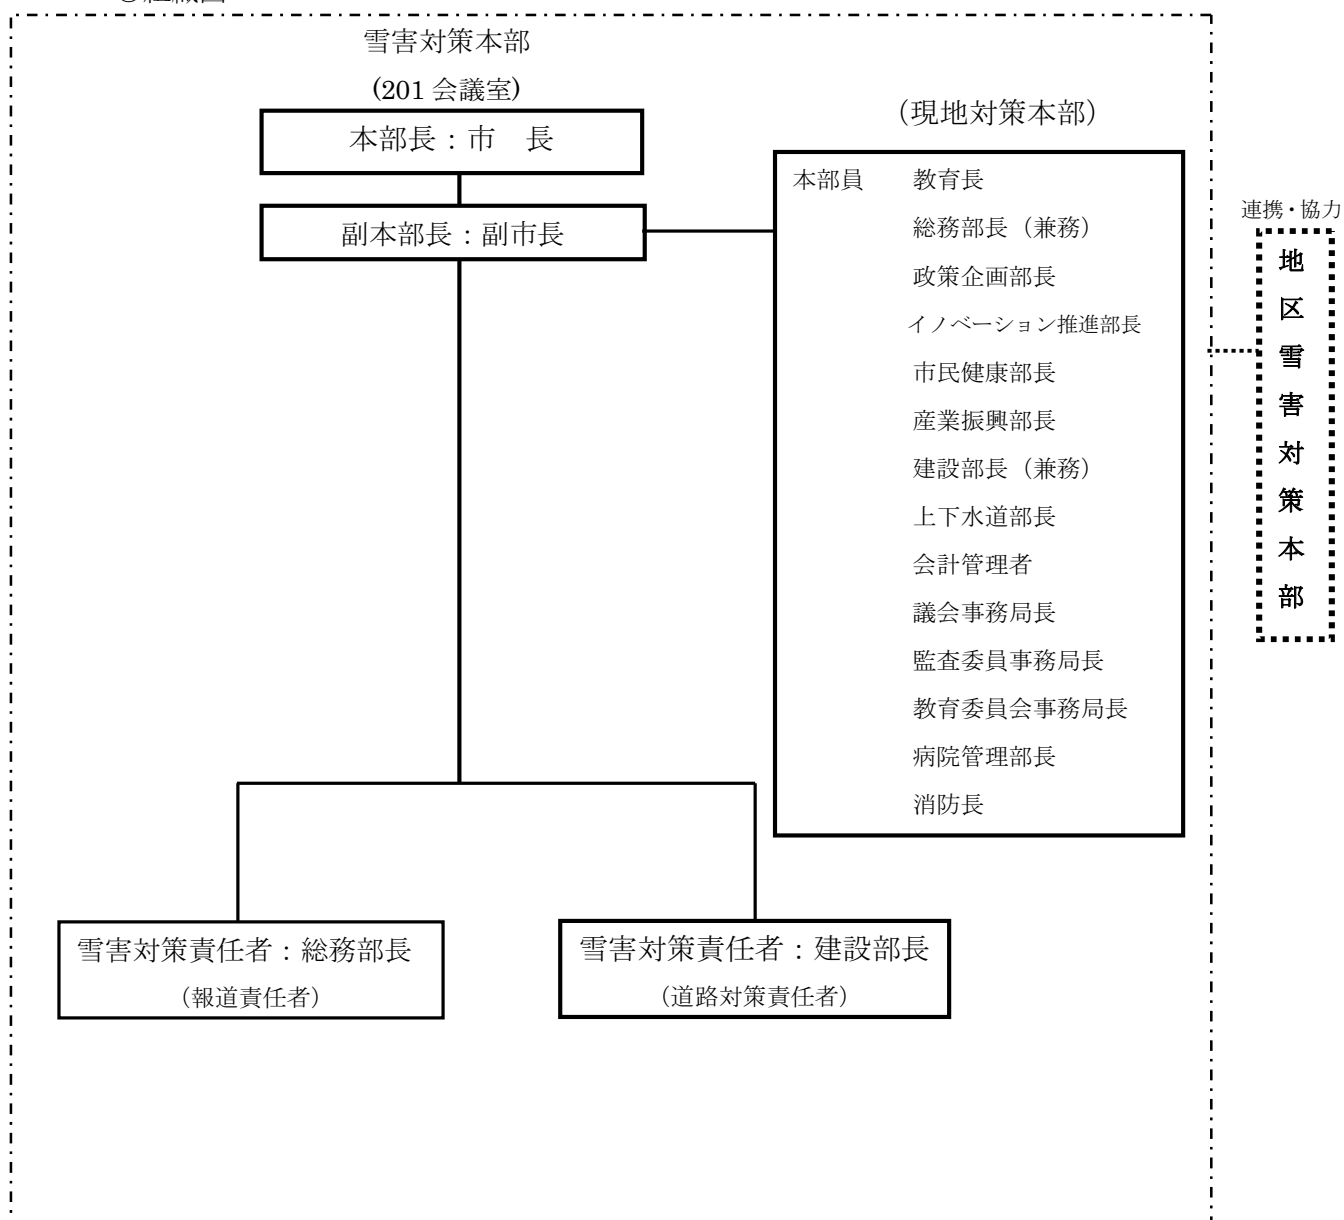 雪害対策本部
(201 会議室)
本部長：市　長
副本部長：副市長
（現地対策本部）
本部員　教育長
総務部長（兼務）
政策企画部長
イノベーション推進部長
市民健康部長
産業振興部長
建設部長（兼務）
上下水道部長
会計管理者
議会事務局長
監査委員事務局長
教育委員会事務局長
病院管理部長
消防長
連携・協力
地区雪害対策本部
雪害対策責任者：総務部長
（報道責任者）
雪害対策責任者：建設部長
（道路対策責任者）